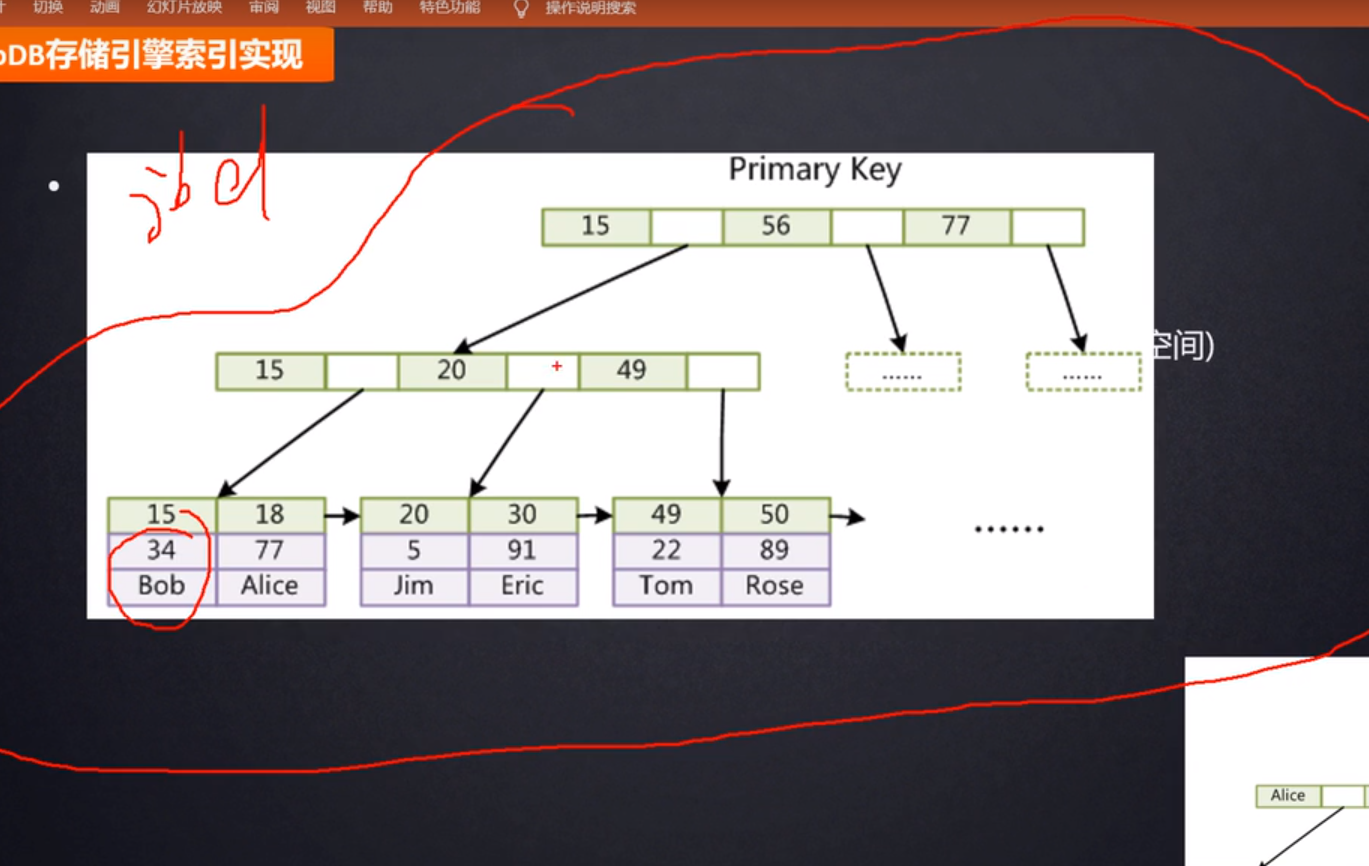 切换 动画 幻灯片放映 审阅 视图 帮助 特色功能 操作说明搜索
DB存储引擎索引实现
ibd
Primary Key
15 56 77
空间)
15 20 49 ...... ......
15 18 20 30 49 50
34 77 5 91 22 89 ......
Bob Alice Jim Eric Tom Rose
Alice